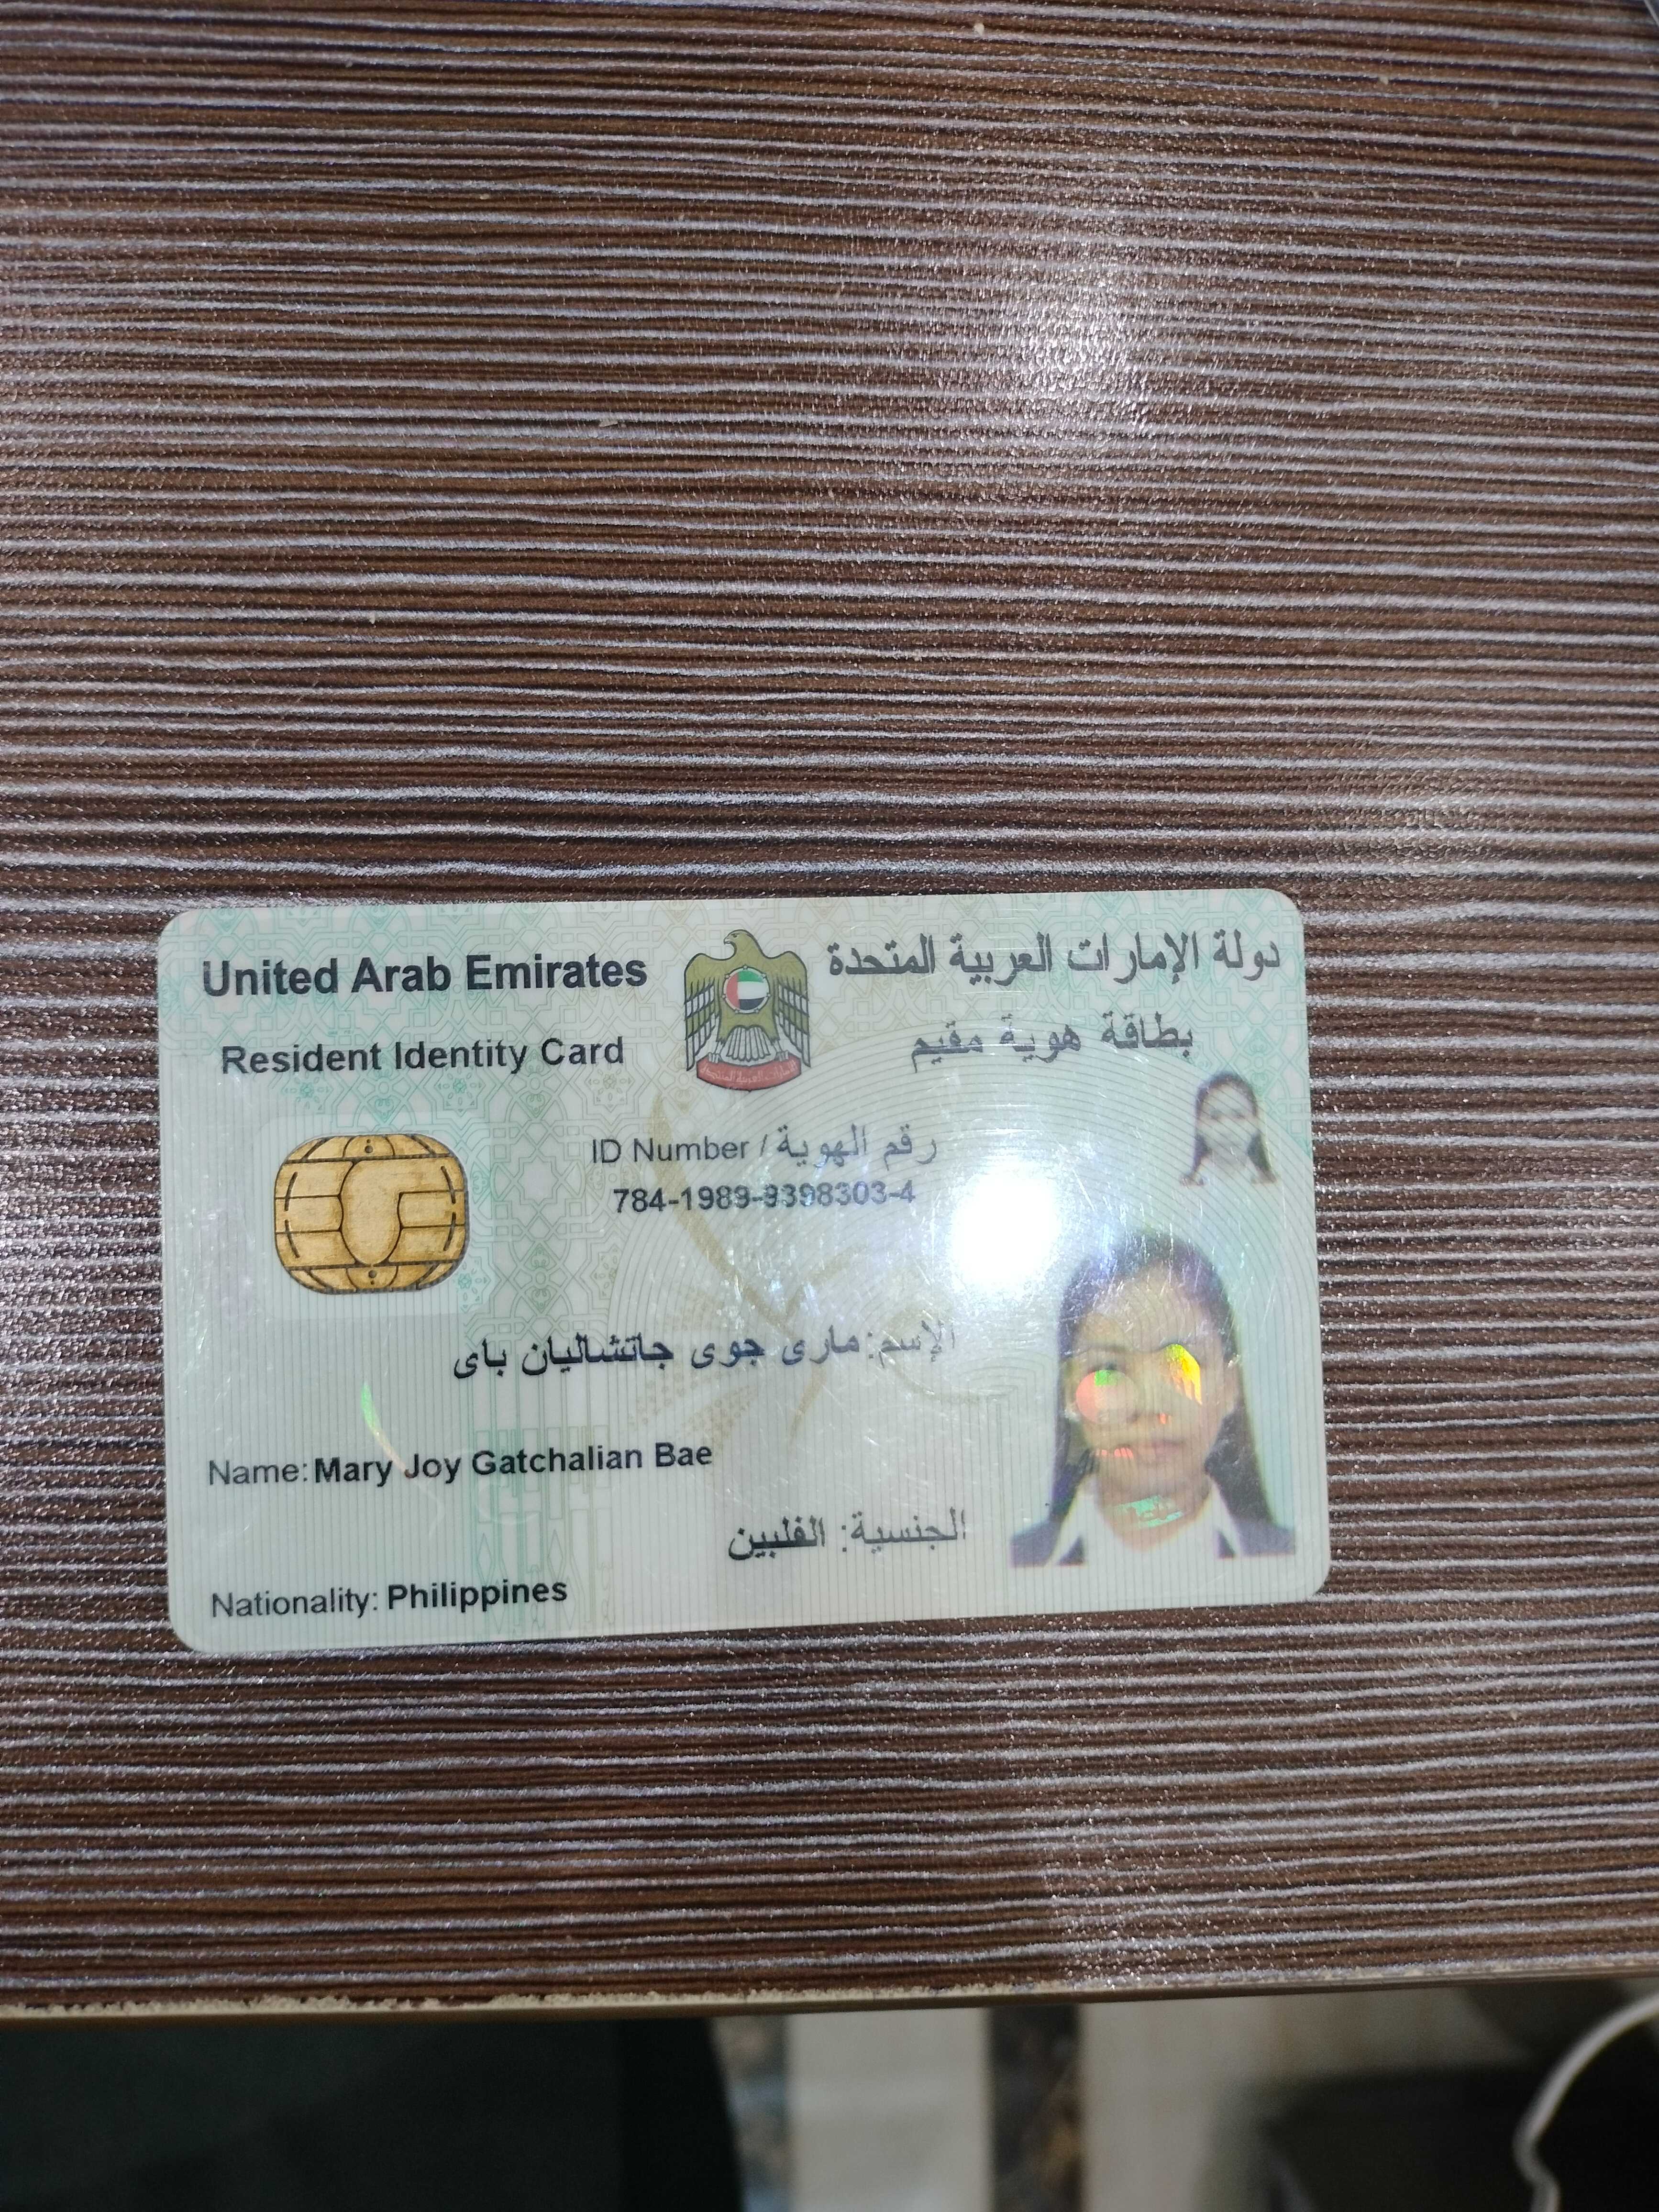 United Arab Emirates
دولة الإمارات العربية المتحدة
Resident Identity Card
بطاقة هوية مقيم
ID Number / رقم الهوية
784-1989-9398303-4
الإسم: مارى جوى جاتشاليان باى
Name: Mary Joy Gatchalian Bae
الجنسية: الفلبين
Nationality: Philippines